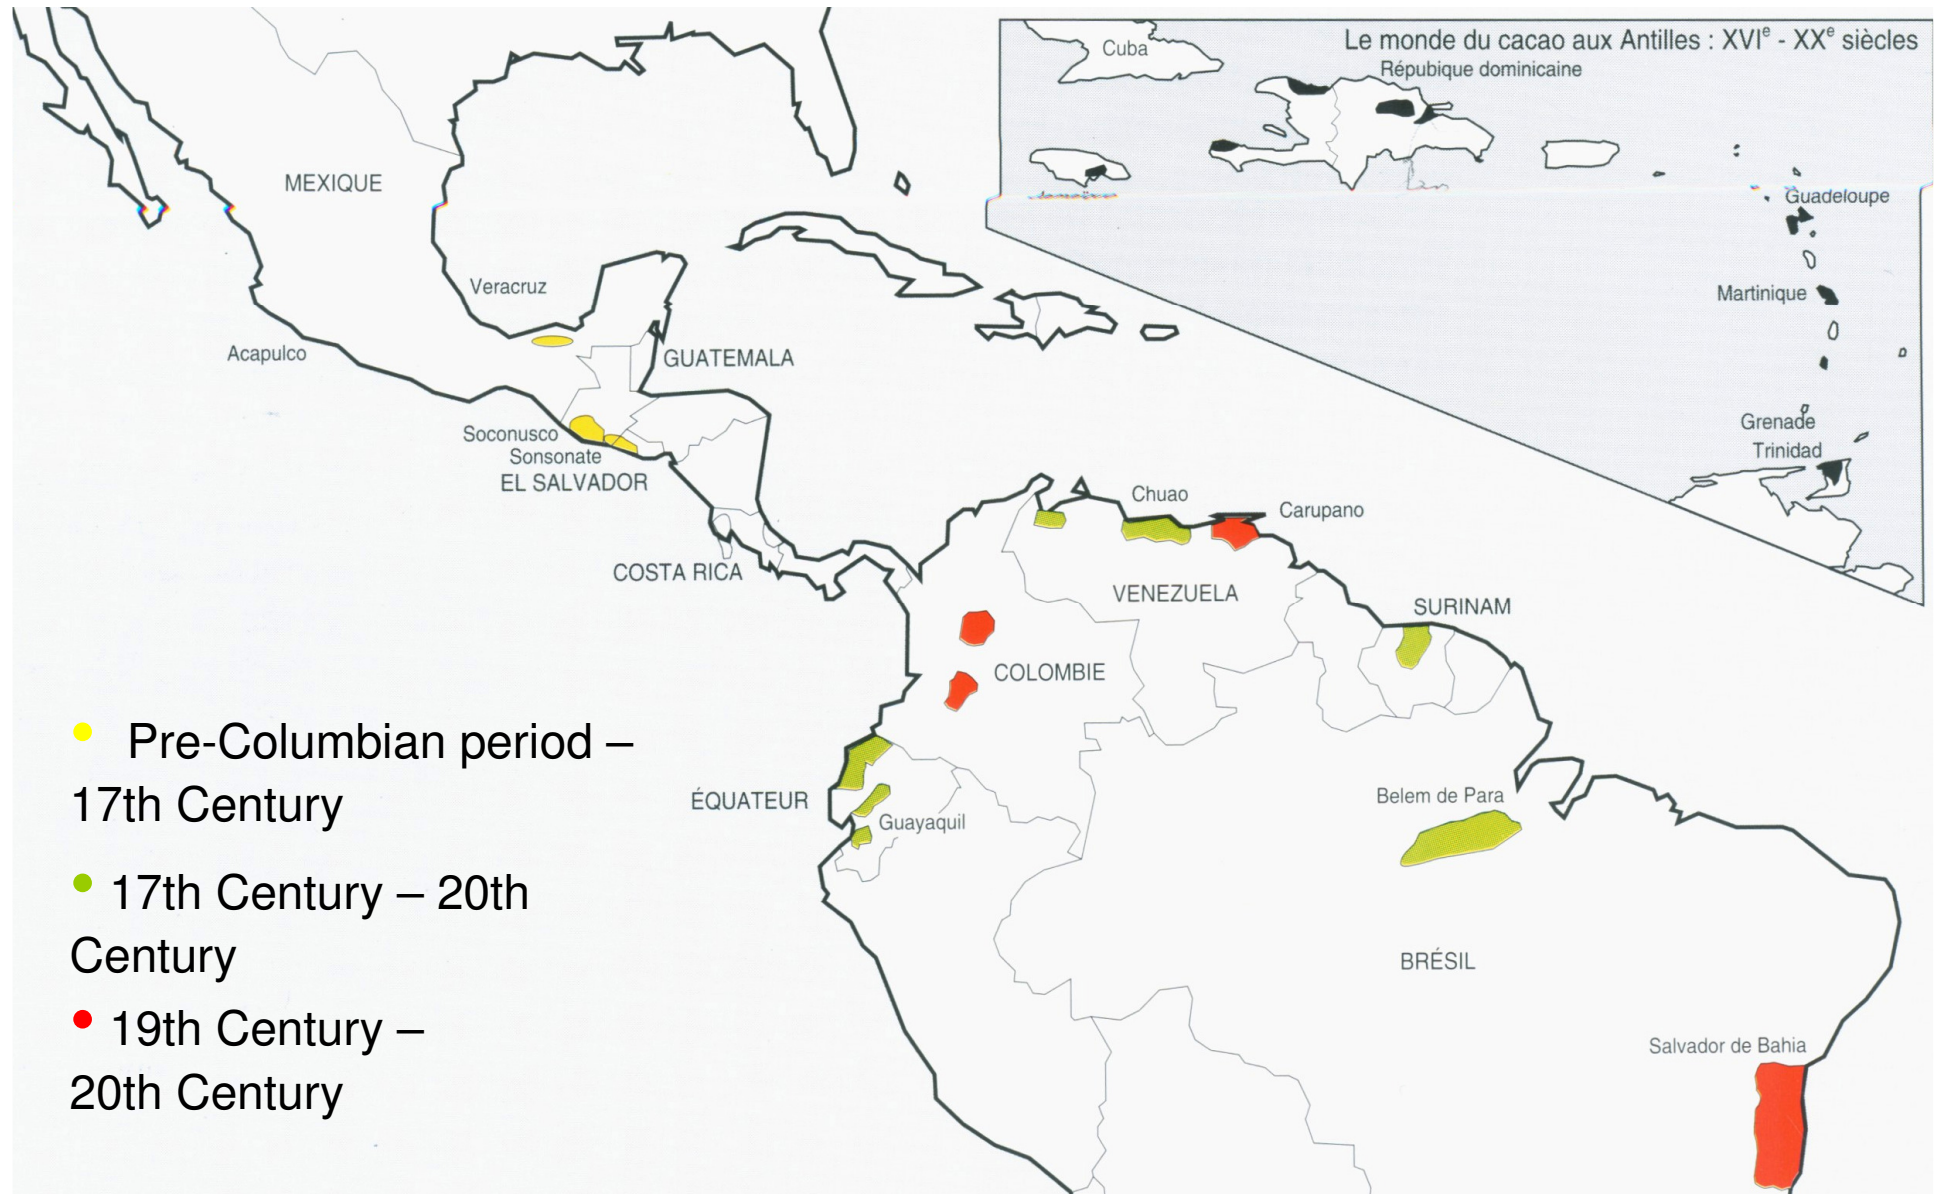 Le monde du cacao aux Antilles : XVIe - XXe siècles
Cuba
Répubique dominicaine
MEXIQUE
Guadeloupe
Veracruz
Martinique
Acapulco
GUATEMALA
Grenade
Soconusco
Trinidad
Sonsonate
EL SALVADOR
Chuao
Carupano
COSTA RICA
VENEZUELA
SURINAM
COLOMBIE
Pre-Columbian period –
17th Century
17th Century – 20th
Century
19th Century –
20th Century
ÉQUATEUR
Guayaquil
Belem de Para
BRÉSIL
Salvador de Bahia